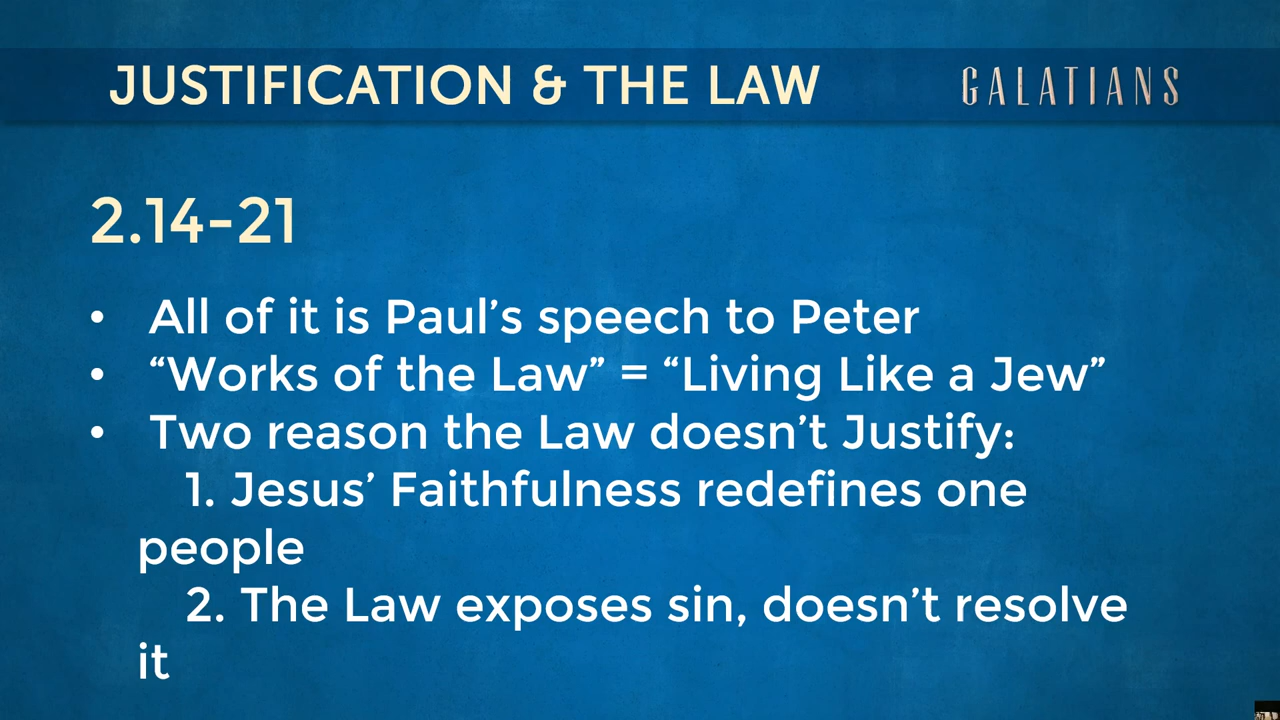 JUSTIFICATION & THE LAW
GALATIANS
2.14-21
• All of it is Paul’s speech to Peter
• “Works of the Law” = “Living Like a Jew”
• Two reason the Law doesn’t Justify:
1. Jesus’ Faithfulness redefines one
people
2. The Law exposes sin, doesn’t resolve
it